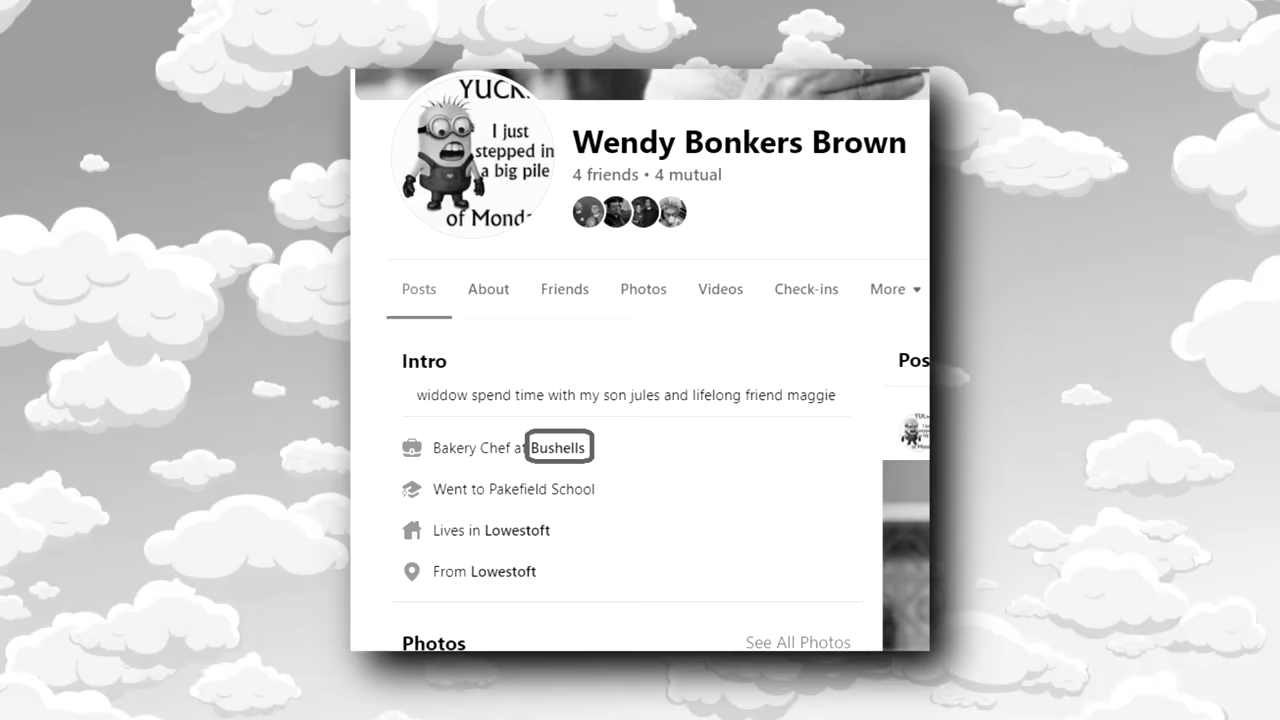 YUCK
I just
stepped in
a big pile
of Monda
Wendy Bonkers Brown
4 friends • 4 mutual
Posts About Friends Photos Videos Check-ins More
Intro
Pos
widdow spend time with my son jules and lifelong friend maggie
Bakery Chef at Bushells
Went to Pakefield School
Lives in Lowestoft
From Lowestoft
Photos See All Photos